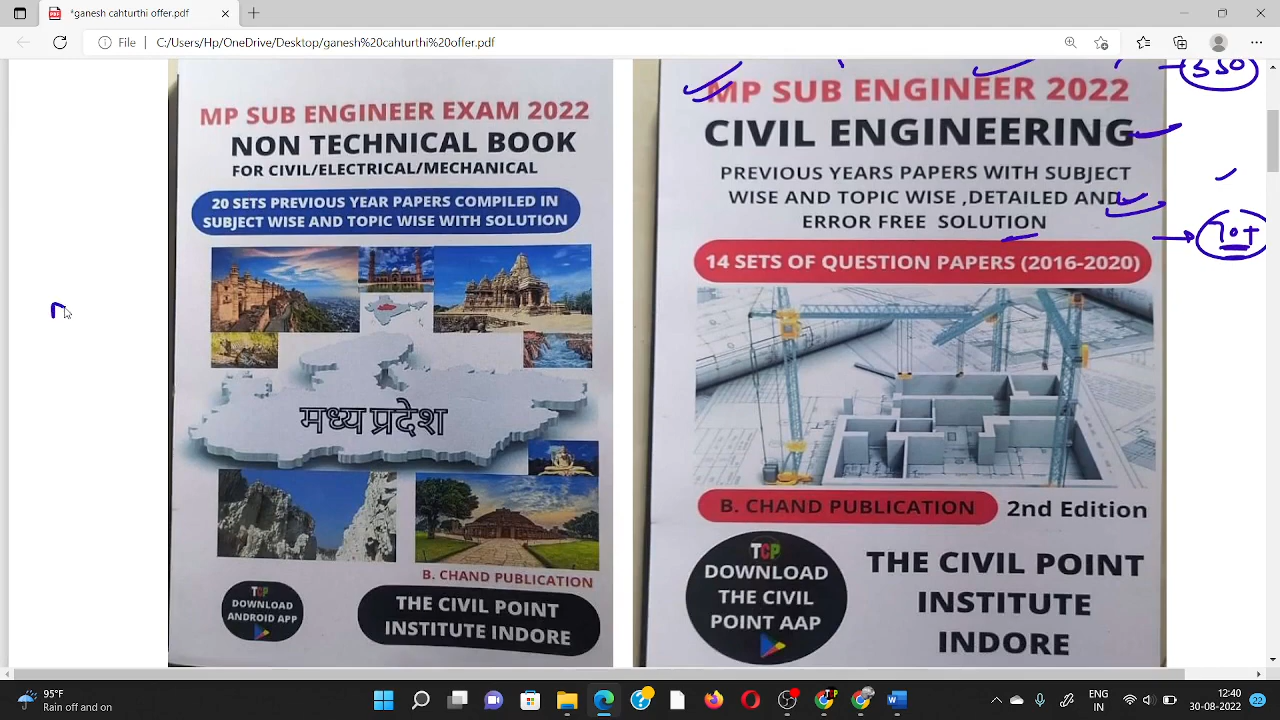 *ganesh cahturthi offer.pdf
File
C:/Users/Hp/OneDrive/Desktop/ganesh%20cahturthi%20offer.pdf
MP SUB ENGINEER EXAM 2022
NON TECHNICAL BOOK
FOR CIVIL/ELECTRICAL/MECHANICAL
20 SETS PREVIOUS YEAR PAPERS COMPILED IN
SUBJECT WISE AND TOPIC WISE WITH SOLUTION
मध्य प्रदेश
B. CHAND PUBLICATION
TCP
DOWNLOAD
ANDROID APP
THE CIVIL POINT
INSTITUTE INDORE
MP SUB ENGINEER 2022
CIVIL ENGINEERING
PREVIOUS YEARS PAPERS WITH SUBJECT
WISE AND TOPIC WISE ,DETAILED AND
ERROR FREE SOLUTION
14 SETS OF QUESTION PAPERS (2016-2020)
B. CHAND PUBLICATION
2nd Edition
TCP
DOWNLOAD
THE CIVIL
POINT AAP
THE CIVIL POINT
INSTITUTE
INDORE
550
70+
95°F
Rain off and on
ENG
IN
12:40
30-08-2022
22